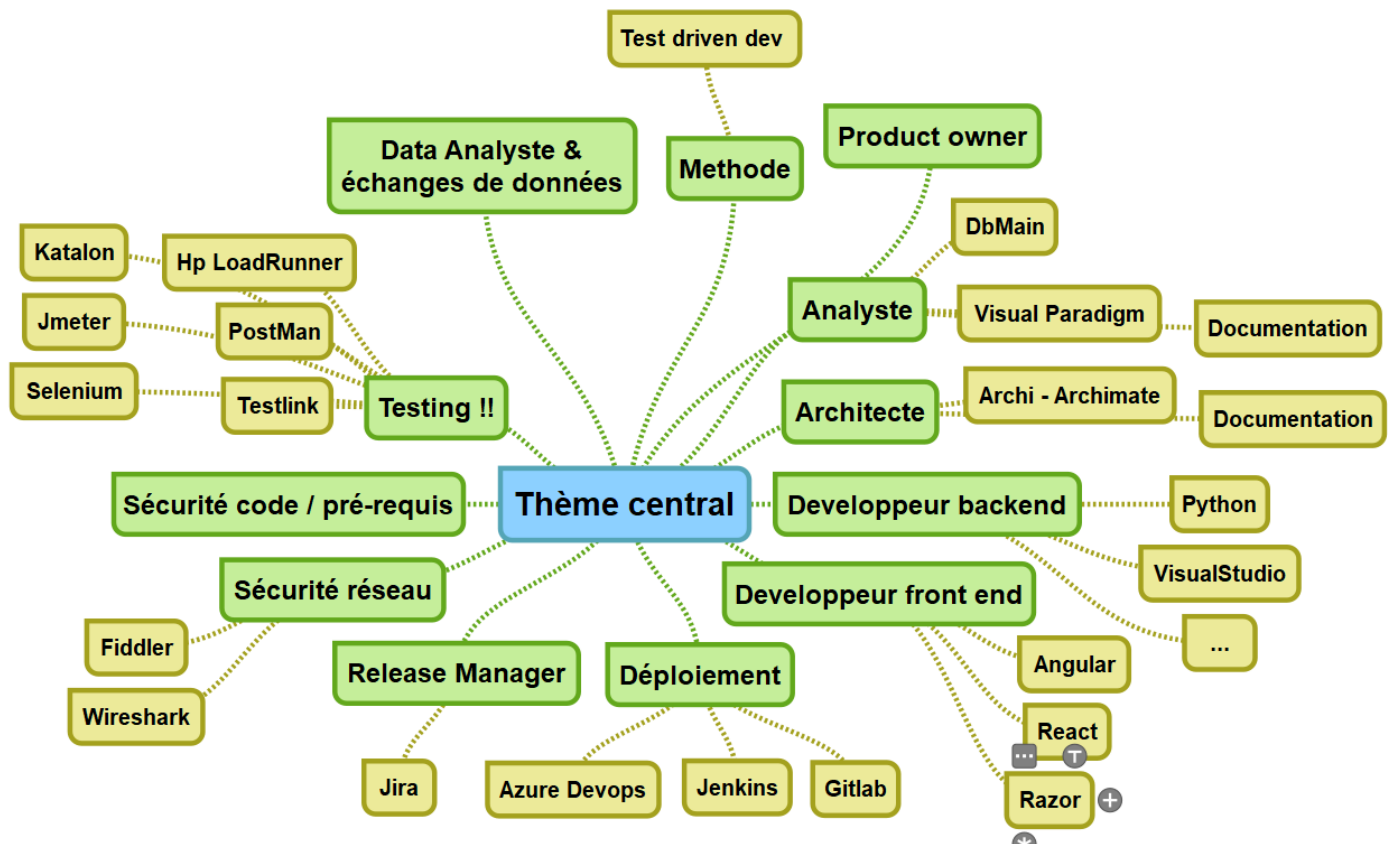 Test driven dev
Product owner
Data Analyste &
échanges de données
Methode
DbMain
Katalon
Hp LoadRunner
Analyste
Visual Paradigm
Documentation
Jmeter
PostMan
Selenium
Testlink
Testing !!
Architecte
Archi - Archimate
Documentation
Sécurité code / pré-requis
Thème central
Developpeur backend
Python
VisualStudio
...
Sécurité réseau
Developpeur front end
Fiddler
Wireshark
Release Manager
Déploiement
Angular
React
Razor
Jira
Azure Devops
Jenkins
Gitlab